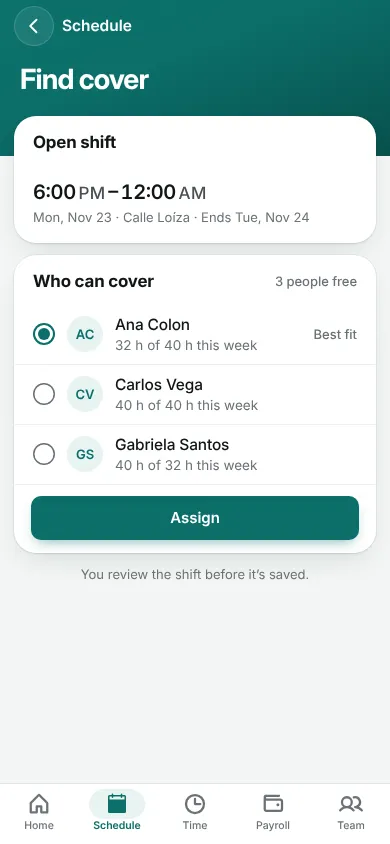 Schedule
Find cover
Open shift
6:00 PM – 12:00 AM
Mon, Nov 23 · Calle Loíza · Ends Tue, Nov 24
Who can cover
3 people free
AC
Ana Colon
32 h of 40 h this week
Best fit
CV
Carlos Vega
40 h of 40 h this week
GS
Gabriela Santos
40 h of 32 h this week
Assign
You review the shift before it’s saved.
Home
Schedule
Time
Payroll
Team